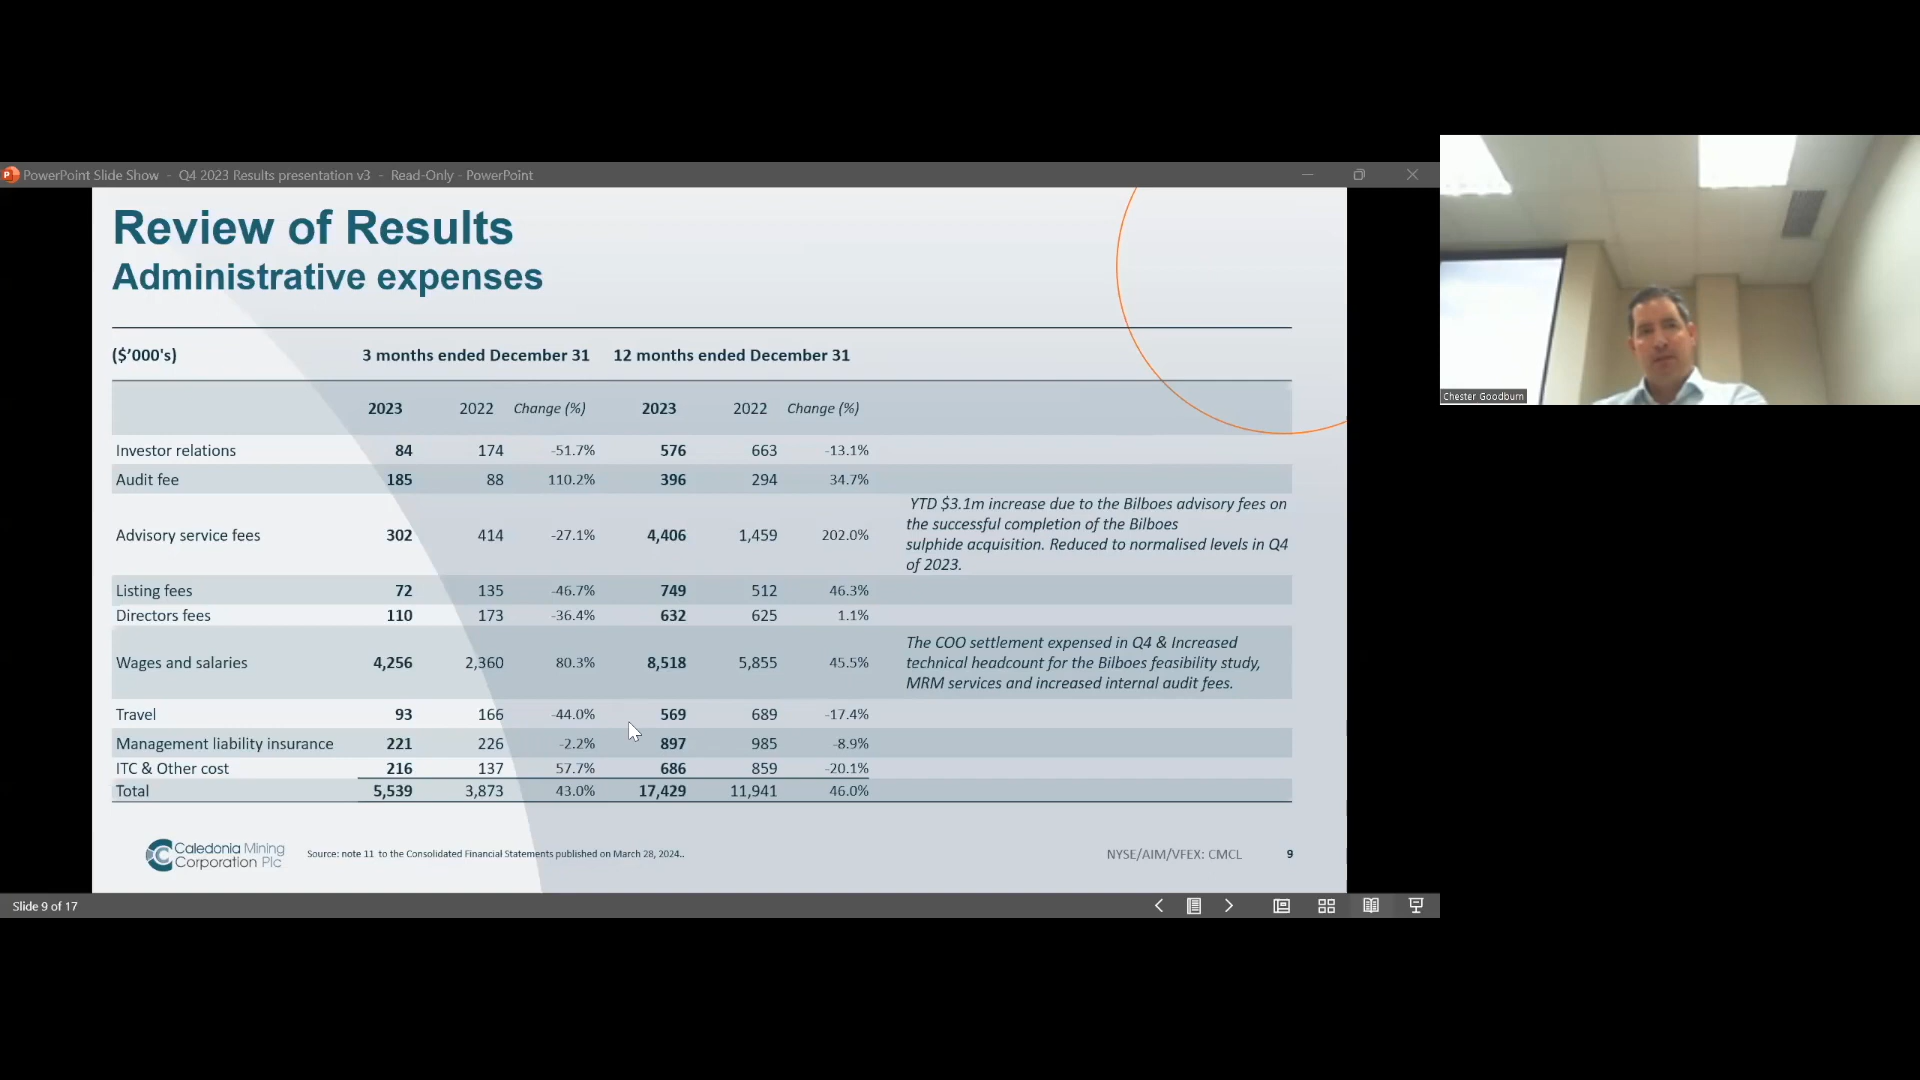 PowerPoint Slide Show - Q4 2023 Results presentation v3 - Read-Only - PowerPoint
Review of Results
Administrative expenses
($'000's) 3 months ended December 31 12 months ended December 31
2023 2022 Change (%) 2023 2022 Change (%)
Investor relations 84 174 -51.7% 576 663 -13.1%
Audit fee 185 88 110.2% 396 294 34.7%
Advisory service fees 302 414 -27.1% 4,406 1,459 202.0%
YTD $3.1m increase due to the Bilboes advisory fees on
the successful completion of the Bilboes
sulphide acquisition. Reduced to normalised levels in Q4
of 2023.
Listing fees 72 135 -46.7% 749 512 46.3%
Directors fees 110 173 -36.4% 632 625 1.1%
Wages and salaries 4,256 2,360 80.3% 8,518 5,855 45.5%
The COO settlement expensed in Q4 & Increased
technical headcount for the Bilboes feasibility study,
MRM services and increased internal audit fees.
Travel 93 166 -44.0% 569 689 -17.4%
Management liability insurance 221 226 -2.2% 897 985 -8.9%
ITC & Other cost 216 137 57.7% 686 859 -20.1%
Total 5,539 3,873 43.0% 17,429 11,941 46.0%
Caledonia Mining
Corporation Plc
Source: note 11 to the Consolidated Financial Statements published on March 28, 2024..
NYSE/AIM/VFEX: CMCL 9
Slide 9 of 17
Chester Goodburn